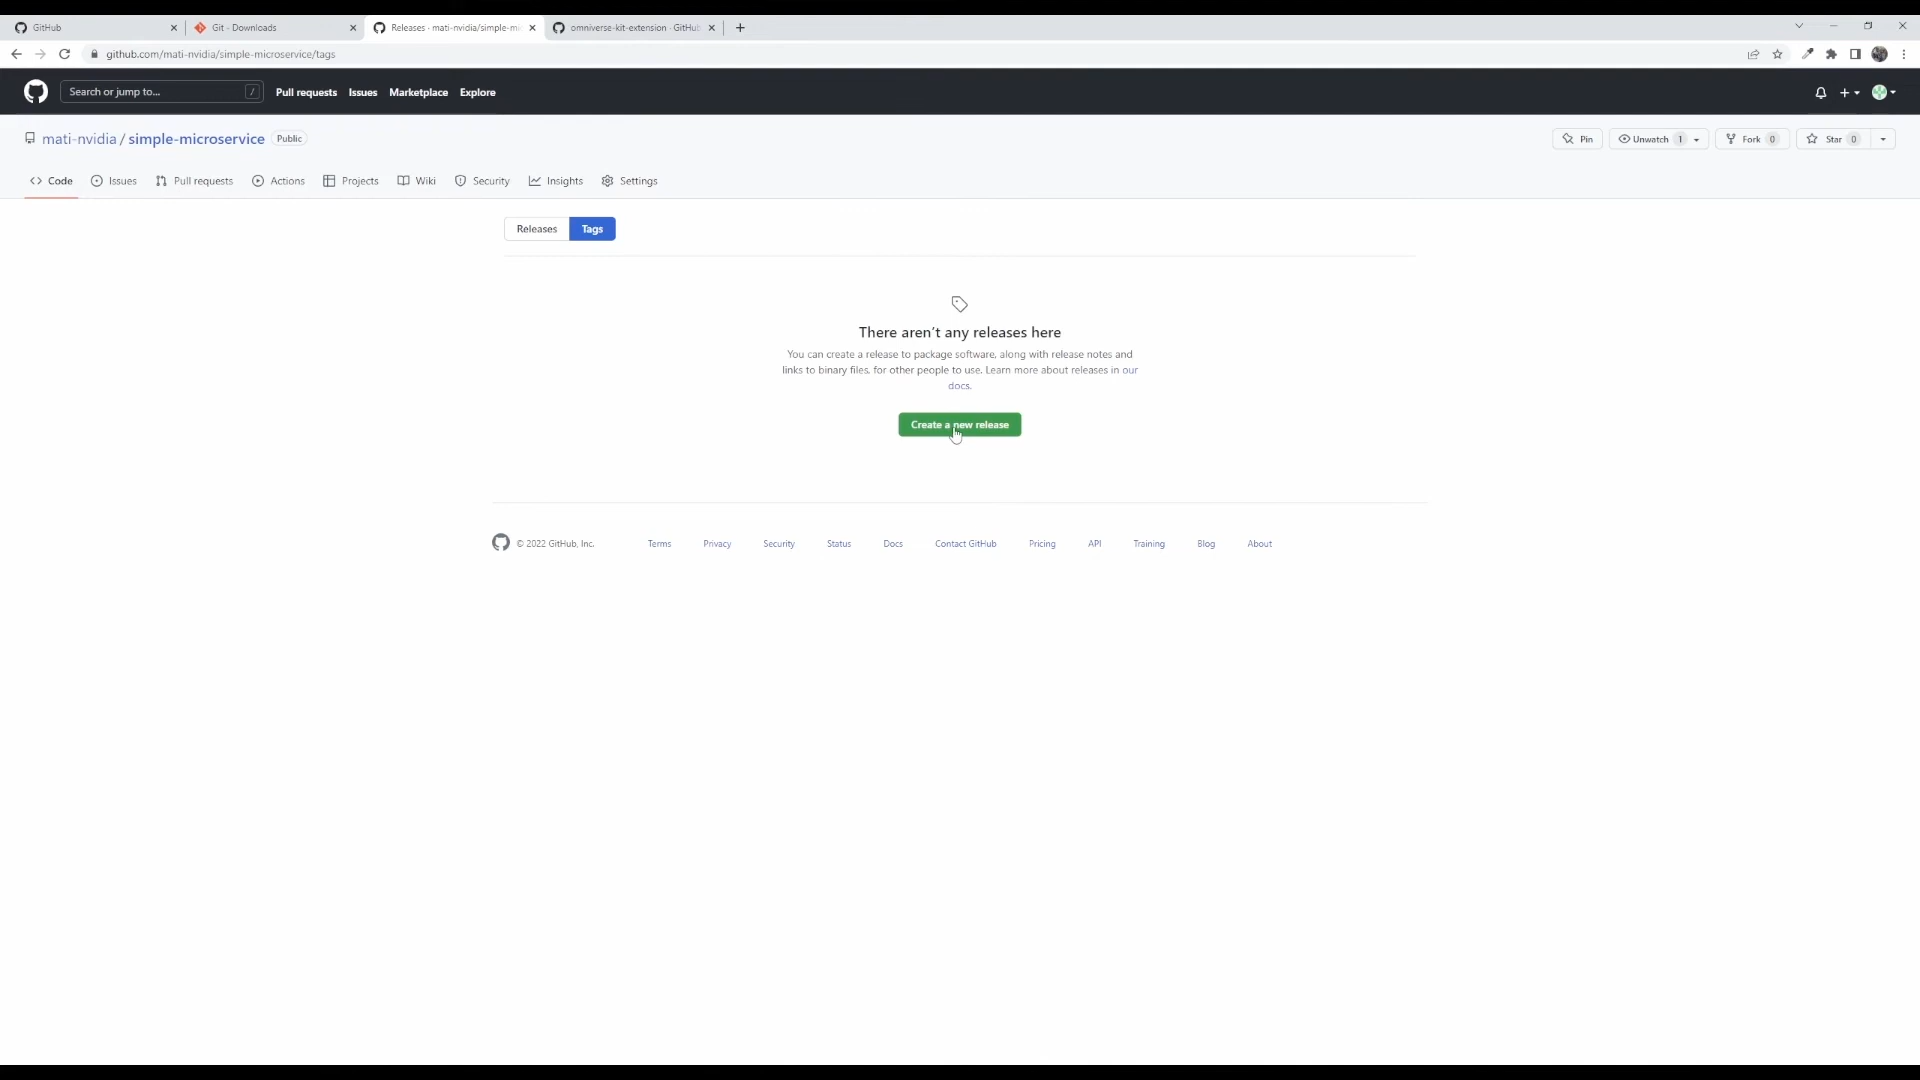 GitHub
Git - Downloads
Releases · mati-nvidia/simple-mi
omniverse-kit-extension · GitHub
github.com/mati-nvidia/simple-microservice/tags
Search or jump to...
/
Pull requests
Issues
Marketplace
Explore
mati-nvidia / simple-microservice
Public
Pin
Unwatch 1
Fork 0
Star 0
Code
Issues
Pull requests
Actions
Projects
Wiki
Security
Insights
Settings
Releases
Tags
There aren't any releases here
You can create a release to package software, along with release notes and
links to binary files, for other people to use. Learn more about releases in our
docs.
Create a new release
© 2022 GitHub, Inc.
Terms
Privacy
Security
Status
Docs
Contact GitHub
Pricing
API
Training
Blog
About